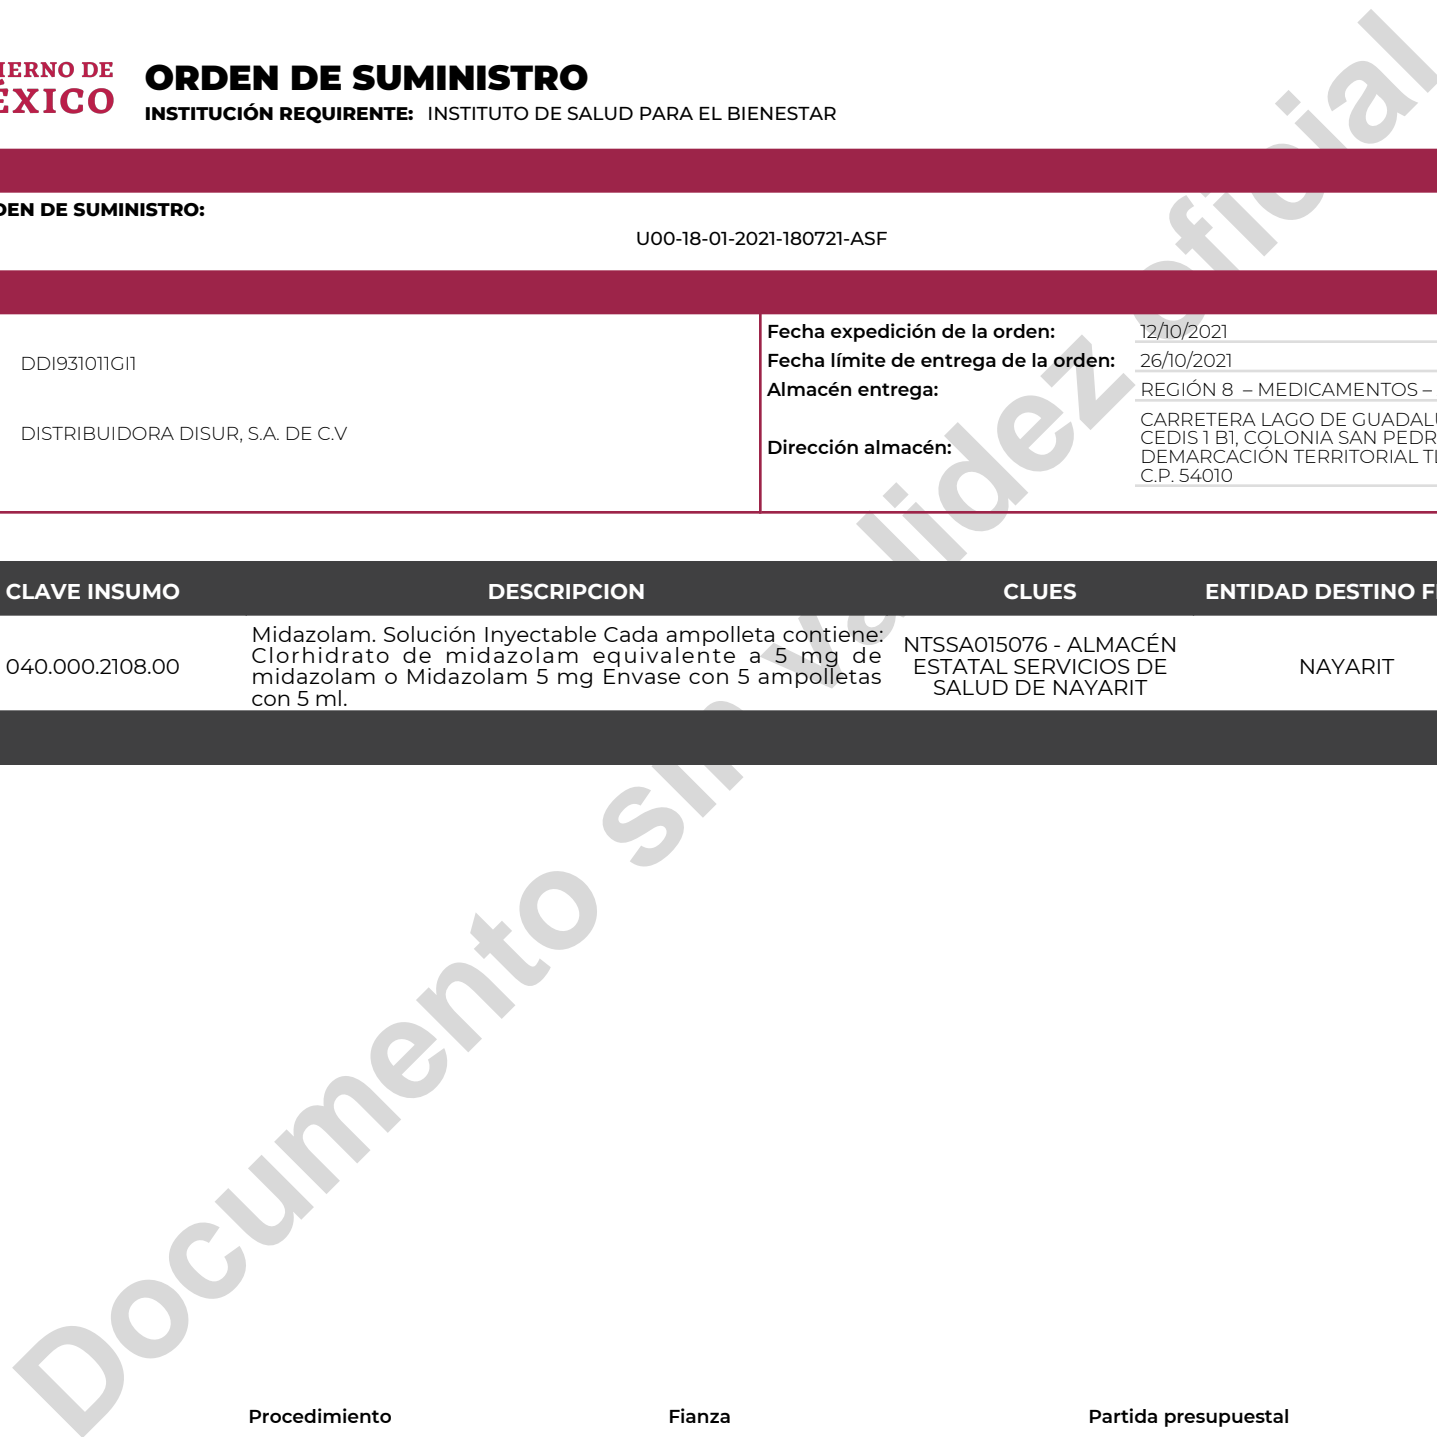 IERNO DE
ÉXICO
ORDEN DE SUMINISTRO
INSTITUCIÓN REQUIRENTE: INSTITUTO DE SALUD PARA EL BIENESTAR
DEN DE SUMINISTRO:
U00-18-01-2021-180721-ASF
DDI931011GI1
DISTRIBUIDORA DISUR, S.A. DE C.V
Fecha expedición de la orden: 12/10/2021
Fecha límite de entrega de la orden: 26/10/2021
Almacén entrega: REGIÓN 8 – MEDICAMENTOS –
Dirección almacén:
CARRETERA LAGO DE GUADALU
CEDIS 1 B1, COLONIA SAN PEDR
DEMARCACIÓN TERRITORIAL TL
C.P. 54010
CLAVE INSUMO DESCRIPCION CLUES ENTIDAD DESTINO FI
040.000.2108.00
Midazolam. Solución Inyectable Cada ampolleta contiene:
Clorhidrato de midazolam equivalente a 5 mg de
midazolam o Midazolam 5 mg Envase con 5 ampolletas
con 5 ml.
NTSSA015076 - ALMACÉN
ESTATAL SERVICIOS DE
SALUD DE NAYARIT
NAYARIT
Documento sin validez oficial
Procedimiento Fianza Partida presupuestal